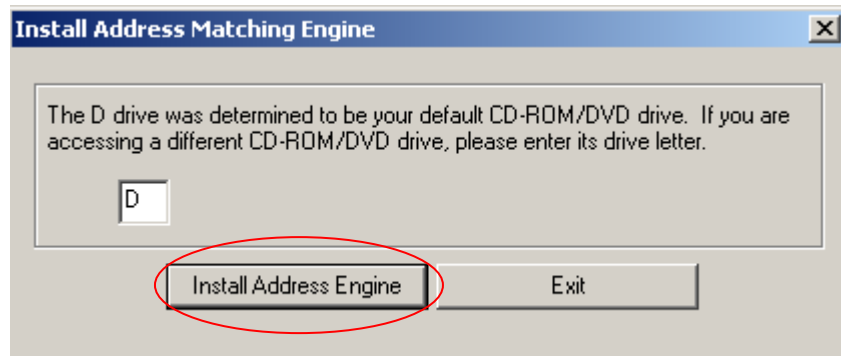 Install Address Matching Engine
The D drive was determined to be your default CD-ROM/DVD drive.  If you are
accessing a different CD-ROM/DVD drive, please enter its drive letter.
D
Install Address Engine
Exit